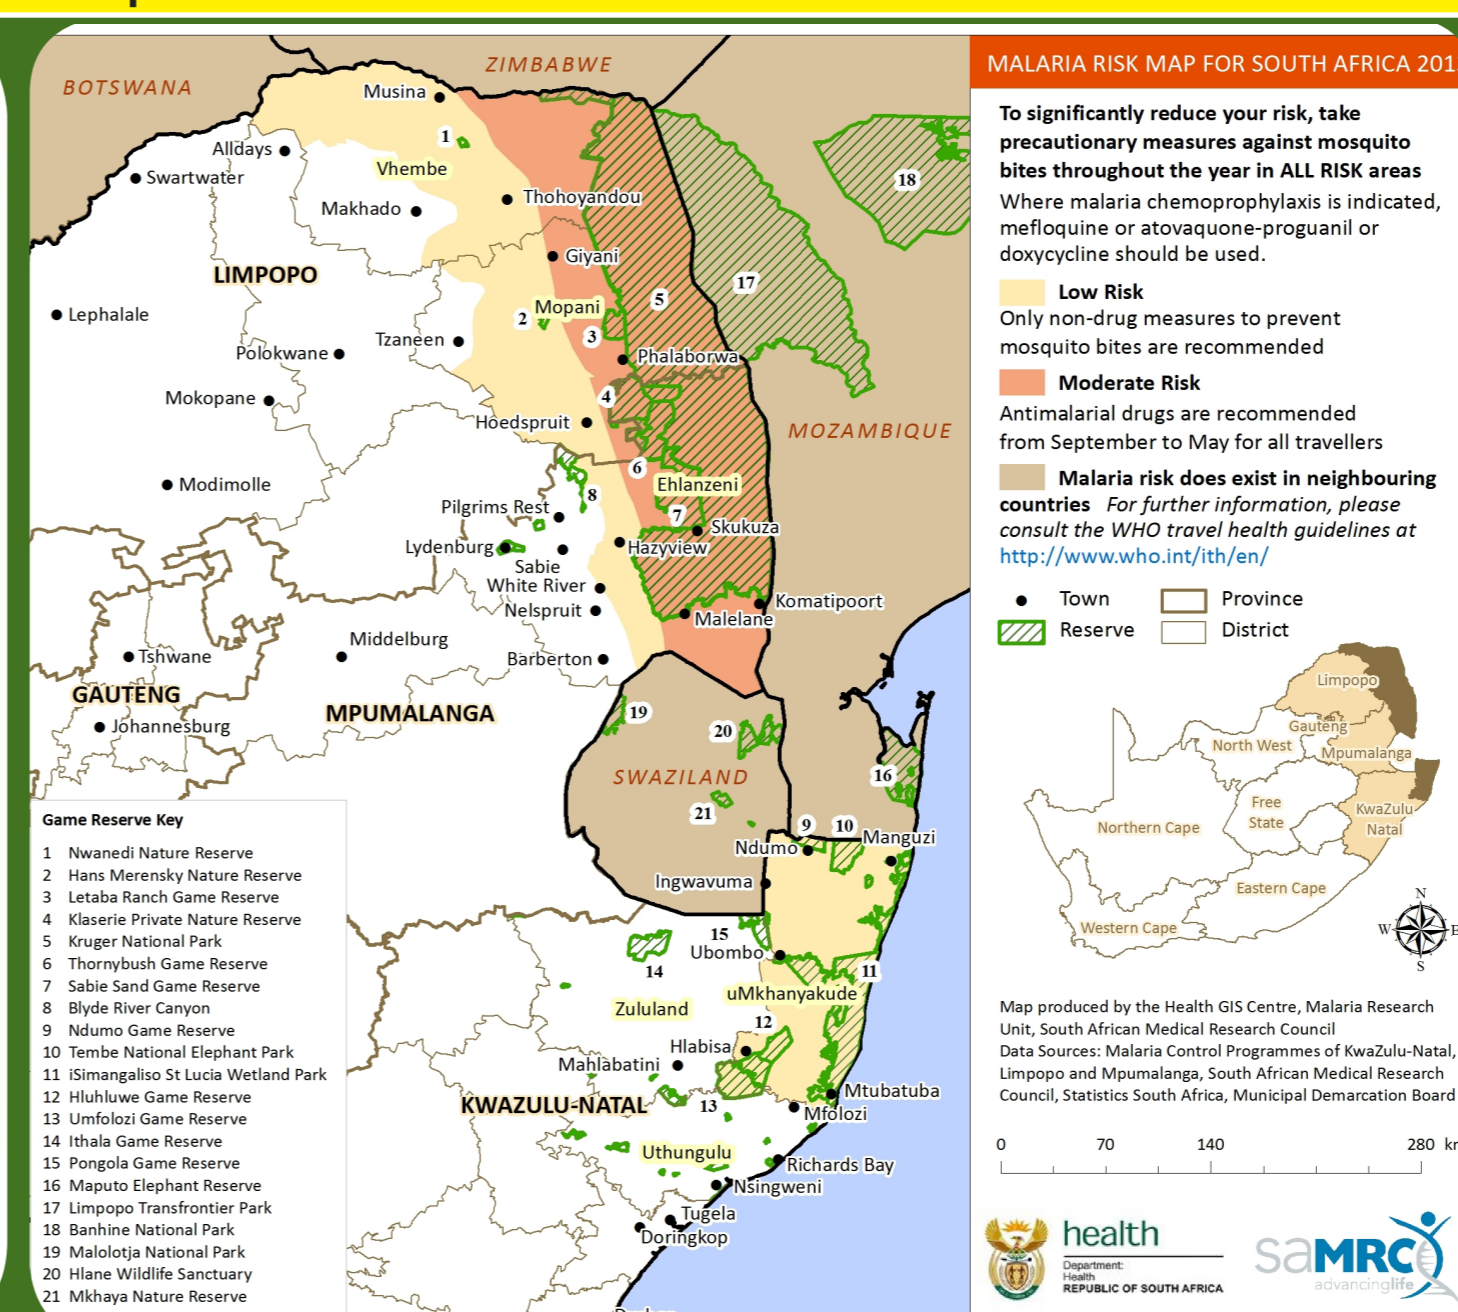 MALARIA RISK MAP FOR SOUTH AFRICA 201
To significantly reduce your risk, take
precautionary measures against mosquito
bites throughout the year in ALL RISK areas
Where malaria chemoprophylaxis is indicated,
mefloquine or atovaquone-proguanil or
doxycycline should be used.
Low Risk
Only non-drug measures to prevent
mosquito bites are recommended
Moderate Risk
Antimalarial drugs are recommended
from September to May for all travellers
Malaria risk does exist in neighbouring
countries For further information, please
consult the WHO travel health guidelines at
http://www.who.int/ith/en/
Town
Province
Reserve
District
Limpopo
Gauteng
North West
Mpumalanga
Free
State
KwaZulu
Natal
Northern Cape
Eastern Cape
Western Cape
N
W
E
S
Map produced by the Health GIS Centre, Malaria Research
Unit, South African Medical Research Council
Data Sources: Malaria Control Programmes of KwaZulu-Natal,
Limpopo and Mpumalanga, South African Medical Research
Council, Statistics South Africa, Municipal Demarcation Board
0 70 140 280 km
health
Department:
Health
REPUBLIC OF SOUTH AFRICA
saMRC
advancinglife
BOTSWANA
ZIMBABWE
Musina
1
Alldays
Vhembe
Swartwater
18
Thohoyandou
Makhado
Giyani
LIMPOPO
17
5
Mopani
2
Lephalale
3
Tzaneen
Polokwane
Phalaborwa
Mokopane
4
Hoedspruit
MOZAMBIQUE
6
Modimolle
Ehlanzeni
8
Pilgrims Rest
7
Skukuza
Lydenburg
Hazyview
Sabie
White River
Komatipoort
Nelspruit
Malelane
Middelburg
Tshwane
Barberton
GAUTENG
MPUMALANGA
19
Johannesburg
20
SWAZILAND
16
21
9
10
Manguzi
Ndumo
Ingwavuma
15
Ubombo
14
11
uMkhanyakude
Zululand
12
Hlabisa
Mahlabatini
Mtubatuba
KWAZULU-NATAL
13
Mfolozi
Uthungulu
Richards Bay
Nsingweni
Tugela
Doringkop
Game Reserve Key
1 Nwanedi Nature Reserve
2 Hans Merensky Nature Reserve
3 Letaba Ranch Game Reserve
4 Klaserie Private Nature Reserve
5 Kruger National Park
6 Thornybush Game Reserve
7 Sabie Sand Game Reserve
8 Blyde River Canyon
9 Ndumo Game Reserve
10 Tembe National Elephant Park
11 iSimangaliso St Lucia Wetland Park
12 Hluhluwe Game Reserve
13 Umfolozi Game Reserve
14 Ithala Game Reserve
15 Pongola Game Reserve
16 Maputo Elephant Reserve
17 Limpopo Transfrontier Park
18 Banhine National Park
19 Malolotja National Park
20 Hlane Wildlife Sanctuary
21 Mkhaya Nature Reserve